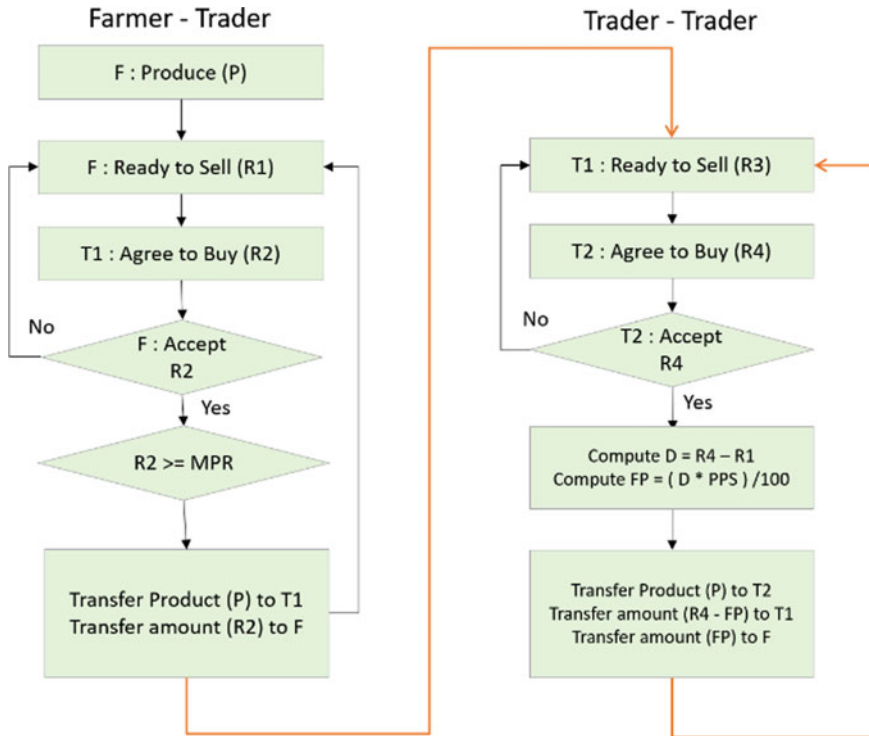 Farmer - Trader
F : Produce (P)
F : Ready to Sell (R1)
T1 : Agree to Buy (R2)
No
F : Accept
R2
Yes
R2 >= MPR
Transfer Product (P) to T1
Transfer amount (R2) to F
Trader - Trader
T1 : Ready to Sell (R3)
T2 : Agree to Buy (R4)
No
T2 : Accept
R4
Yes
Compute D = R4 – R1
Compute FP = ( D * PPS ) /100
Transfer Product (P) to T2
Transfer amount (R4 - FP) to T1
Transfer amount (FP) to F